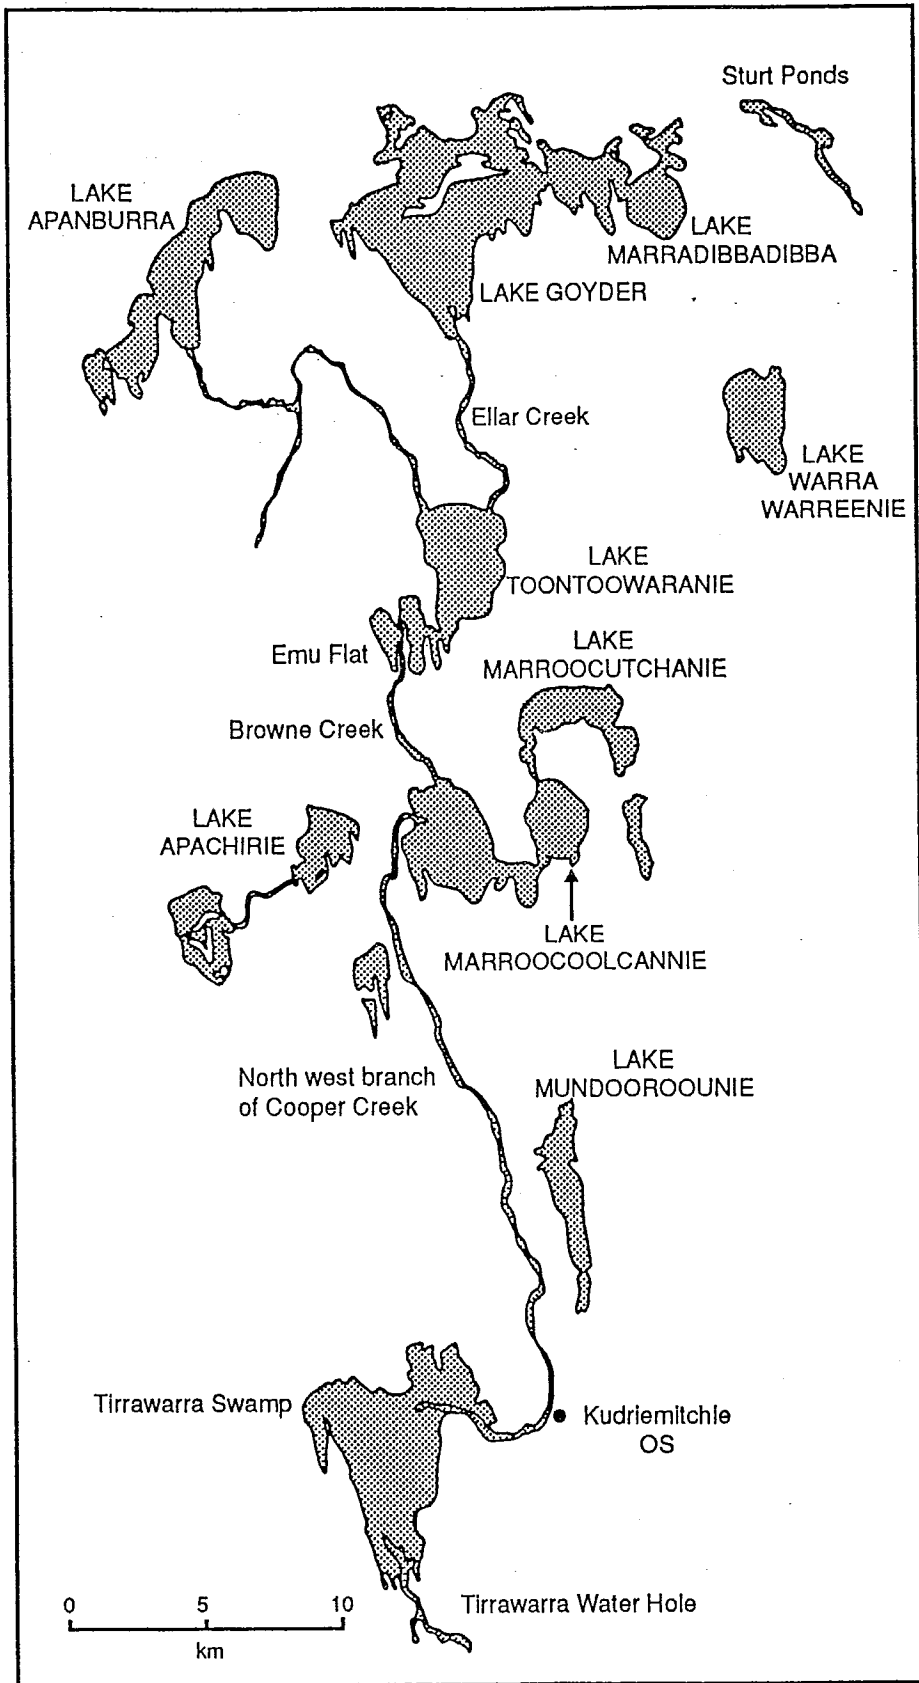 Sturt Ponds
LAKE
APANBURRA
LAKE
MARRADIBBADIBBA
LAKE GOYDER
Ellar Creek
LAKE
WARRA
WARREENIE
LAKE
TOONTOOWARANIE
LAKE
MARROOCUTCHANIE
Emu Flat
Browne Creek
LAKE
APACHIRIE
LAKE
MARROOCOOLCANNIE
LAKE
MUNDOOROOUNIE
North west branch
of Cooper Creek
Tirrawarra Swamp
Kudriemitchie
OS
Tirrawarra Water Hole
0 5 10
km